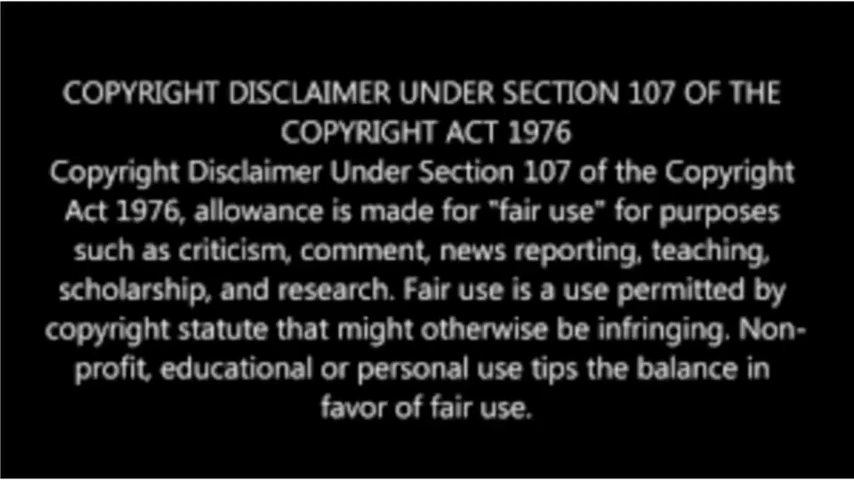 COPYRIGHT DISCLAIMER UNDER SECTION 107 OF THE
COPYRIGHT ACT 1976
Copyright Disclaimer Under Section 107 of the Copyright
Act 1976, allowance is made for "fair use" for purposes
such as criticism, comment, news reporting, teaching,
scholarship, and research. Fair use is a use permitted by
copyright statute that might otherwise be infringing. Non-
profit, educational or personal use tips the balance in
favor of fair use.